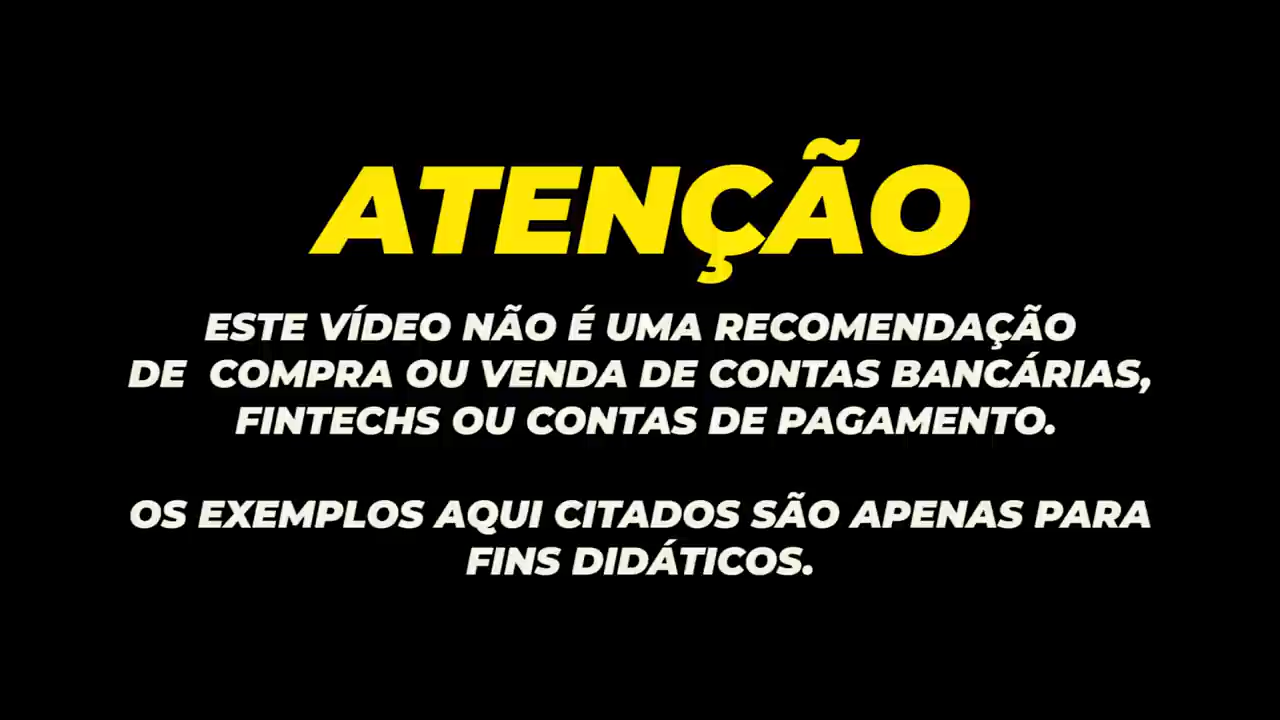 ATENÇÃO
ESTE VÍDEO NÃO É UMA RECOMENDAÇÃO
DE COMPRA OU VENDA DE CONTAS BANCÁRIAS,
FINTECHS OU CONTAS DE PAGAMENTO.
OS EXEMPLOS AQUI CITADOS SÃO APENAS PARA
FINS DIDÁTICOS.